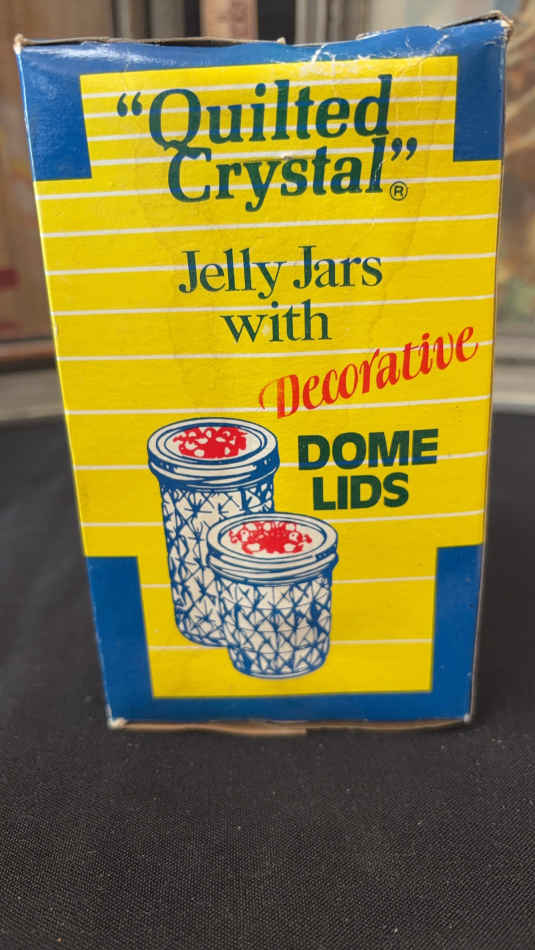 “Quilted
Crystal”®
Jelly Jars
with
Decorative
DOME
LIDS